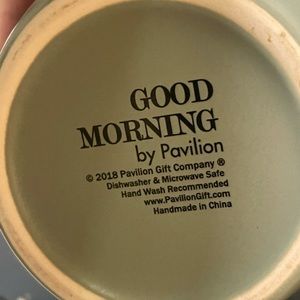 GOOD
MORNING
by Pavilion
© 2018 Pavilion Gift Company ®
Dishwasher & Microwave Safe
Hand Wash Recommended
www.PavilionGift.com
Handmade in China